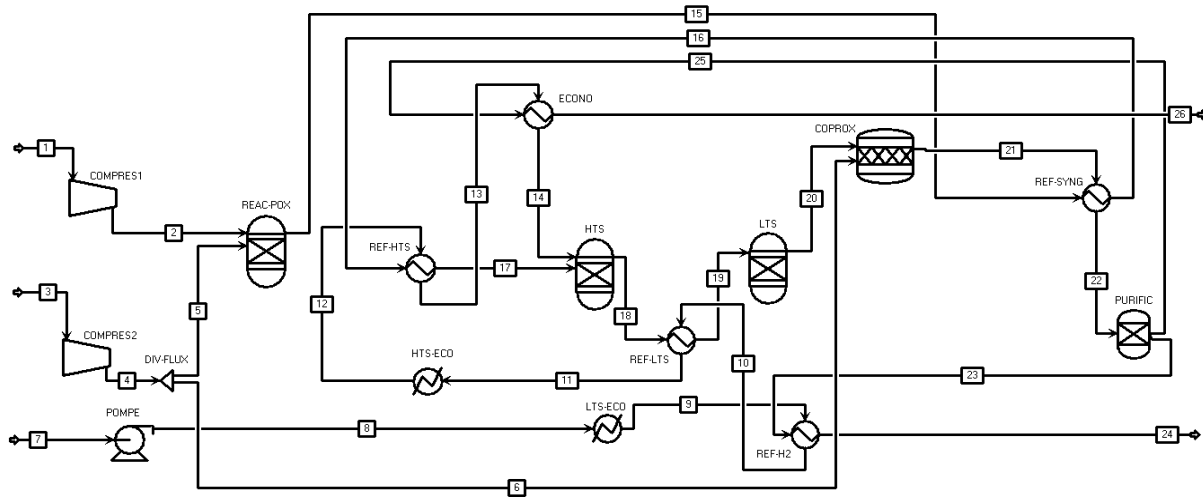 15
16
25
ECONO
26
COPROX
1
21
COMPRES1
13
14
20
REF-SYNG
REAC-POX
LTS
2
HTS
REF-HTS
17
19
22
3
5
12
18
PURIFIC
COMPRES2
HTS-ECO
REF-LTS
10
DIV-FLUX
4
11
23
LTS-ECO
9
POMPE
8
7
24
REF-H2
6